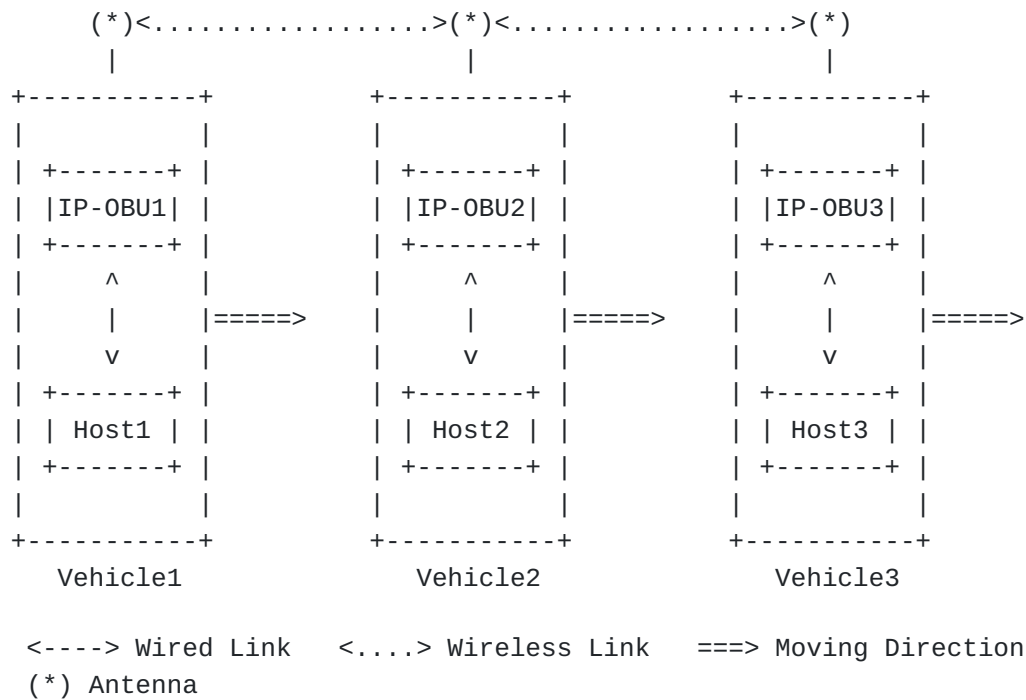 (*)<..................>(*)<..................>(*)
|IP-OBU1| |IP-OBU2| |IP-OBU3|
=====> =====> =====>
| Host1 | | Host2 | | Host3 |
Vehicle1 Vehicle2 Vehicle3
<----> Wired Link <....> Wireless Link ===> Moving Direction
(*) Antenna